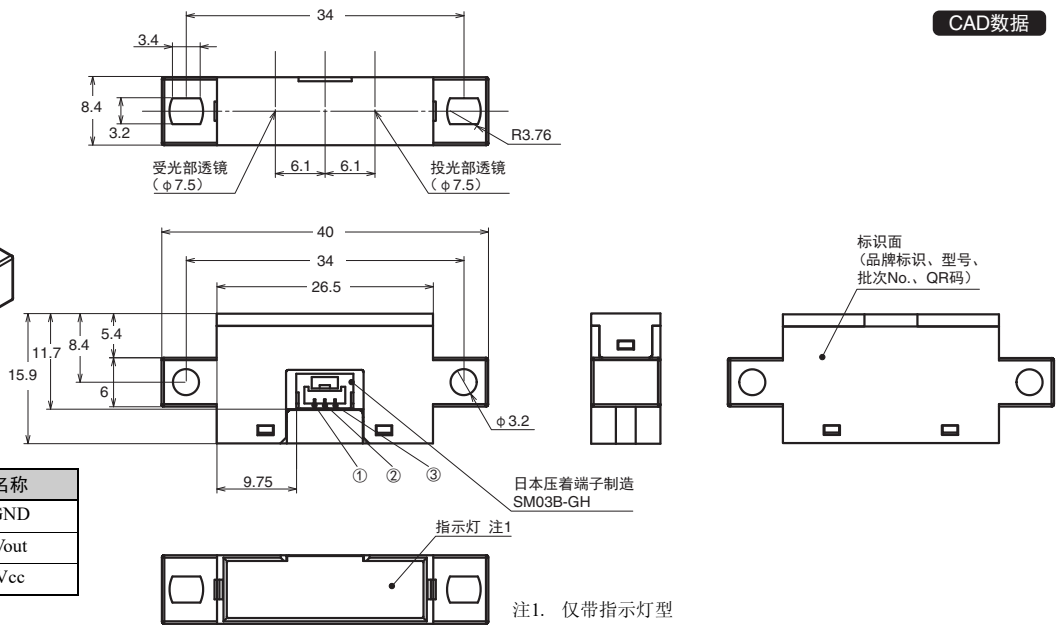 CAD数据
34
3.4
8.4
3.2
R3.76
受光部透镜
（φ7.5）
6.1
6.1
投光部透镜
（φ7.5）
40
34
26.5
标识面
（品牌标识、型号、
批次No.、QR码）
5.4
8.4
11.7
15.9
6
φ3.2
① ② ③
9.75
日本压着端子制造
SM03B-GH
名称
GND
Vout
Vcc
指示灯 注1
注1. 仅带指示灯型